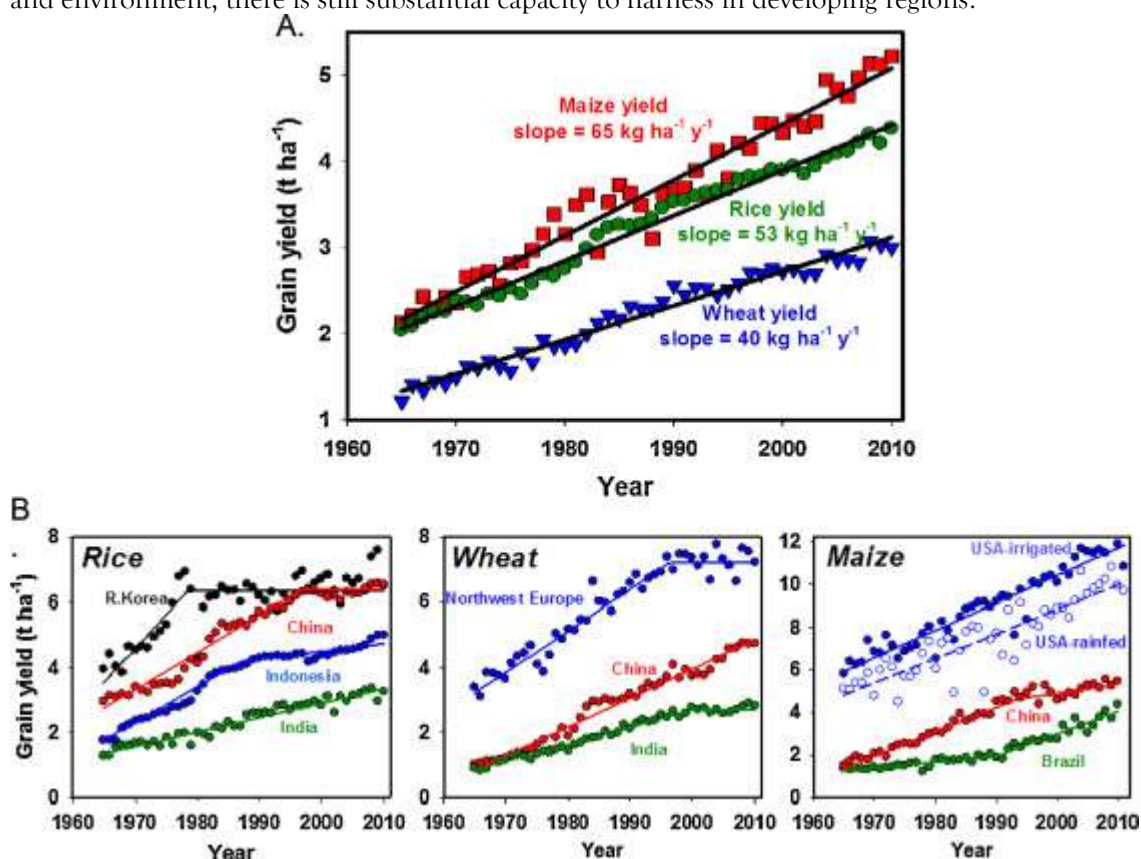 and environment, there is still substantial capacity to harness in developing regions.
A.
Grain yield (t ha⁻¹)
5
4
3
2
1
Maize yield
slope = 65 kg ha⁻¹ y⁻¹
Rice yield
slope = 53 kg ha⁻¹ y⁻¹
Wheat yield
slope = 40 kg ha⁻¹ y⁻¹
1960 1970 1980 1990 2000 2010
Year
B
Grain yield (t ha⁻¹)
8
6
4
2
0
Rice
R.Korea
China
Indonesia
India
1960 1970 1980 1990 2000 2010
Year
8
6
4
2
0
Wheat
Northwest Europe
China
India
1960 1970 1980 1990 2000 2010
Year
12
10
8
6
4
2
0
Maize
USA-irrigated
USA-rainfed
China
Brazil
1960 1970 1980 1990 2000 2010
Year